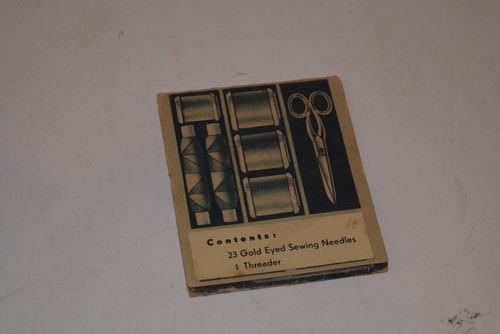 Contents:
23 Gold Eyed Sewing Needles
1 Threader